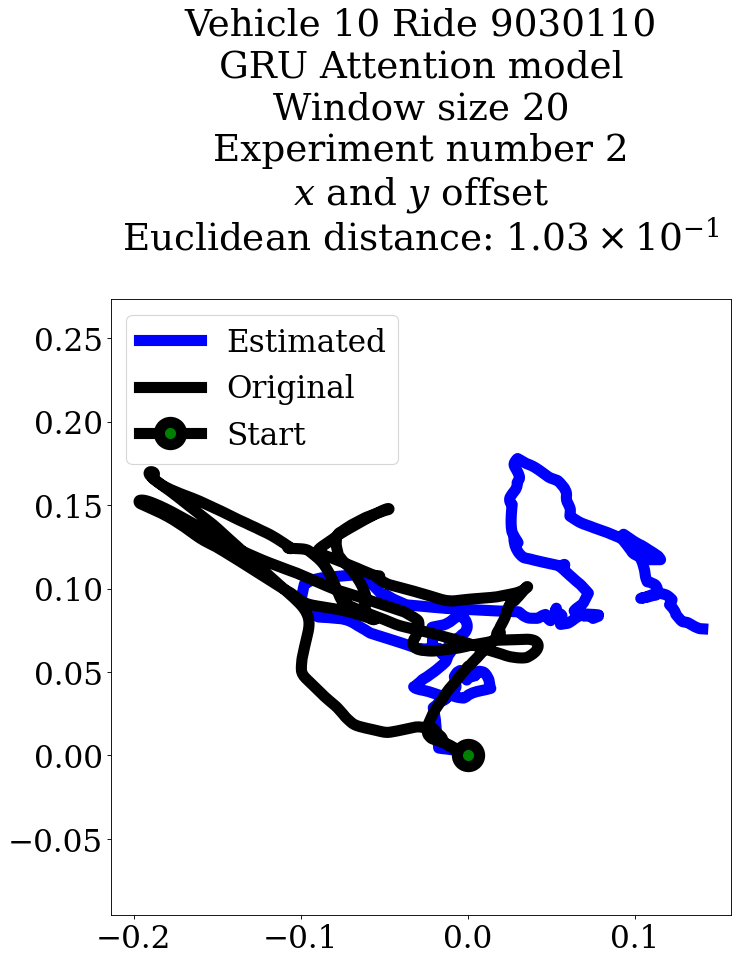 Vehicle 10 Ride 9030110
GRU Attention model
Window size 20
Experiment number 2
x and y offset
Euclidean distance: 1.03 × 10⁻¹
Estimated
Original
Start
0.25
0.20
0.15
0.10
0.05
0.00
−0.05
−0.2
−0.1
0.0
0.1